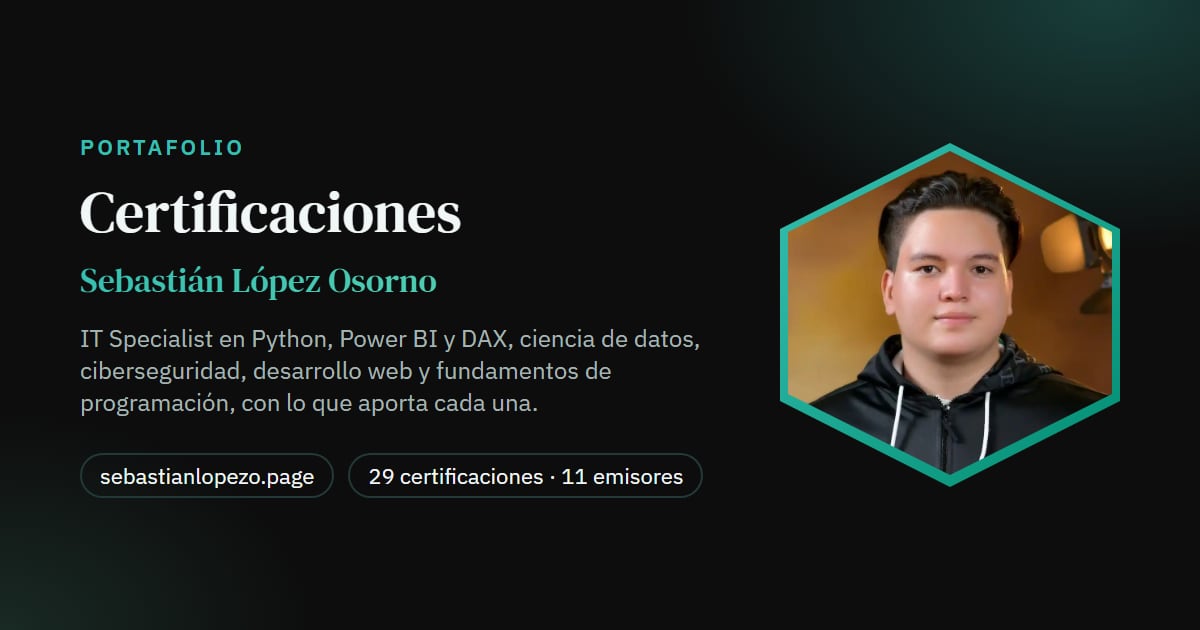 PORTAFOLIO
Certificaciones
Sebastián López Osorno
IT Specialist en Python, Power BI y DAX, ciencia de datos,
ciberseguridad, desarrollo web y fundamentos de
programación, con lo que aporta cada una.
sebastianlopezo.page
29 certificaciones · 11 emisores